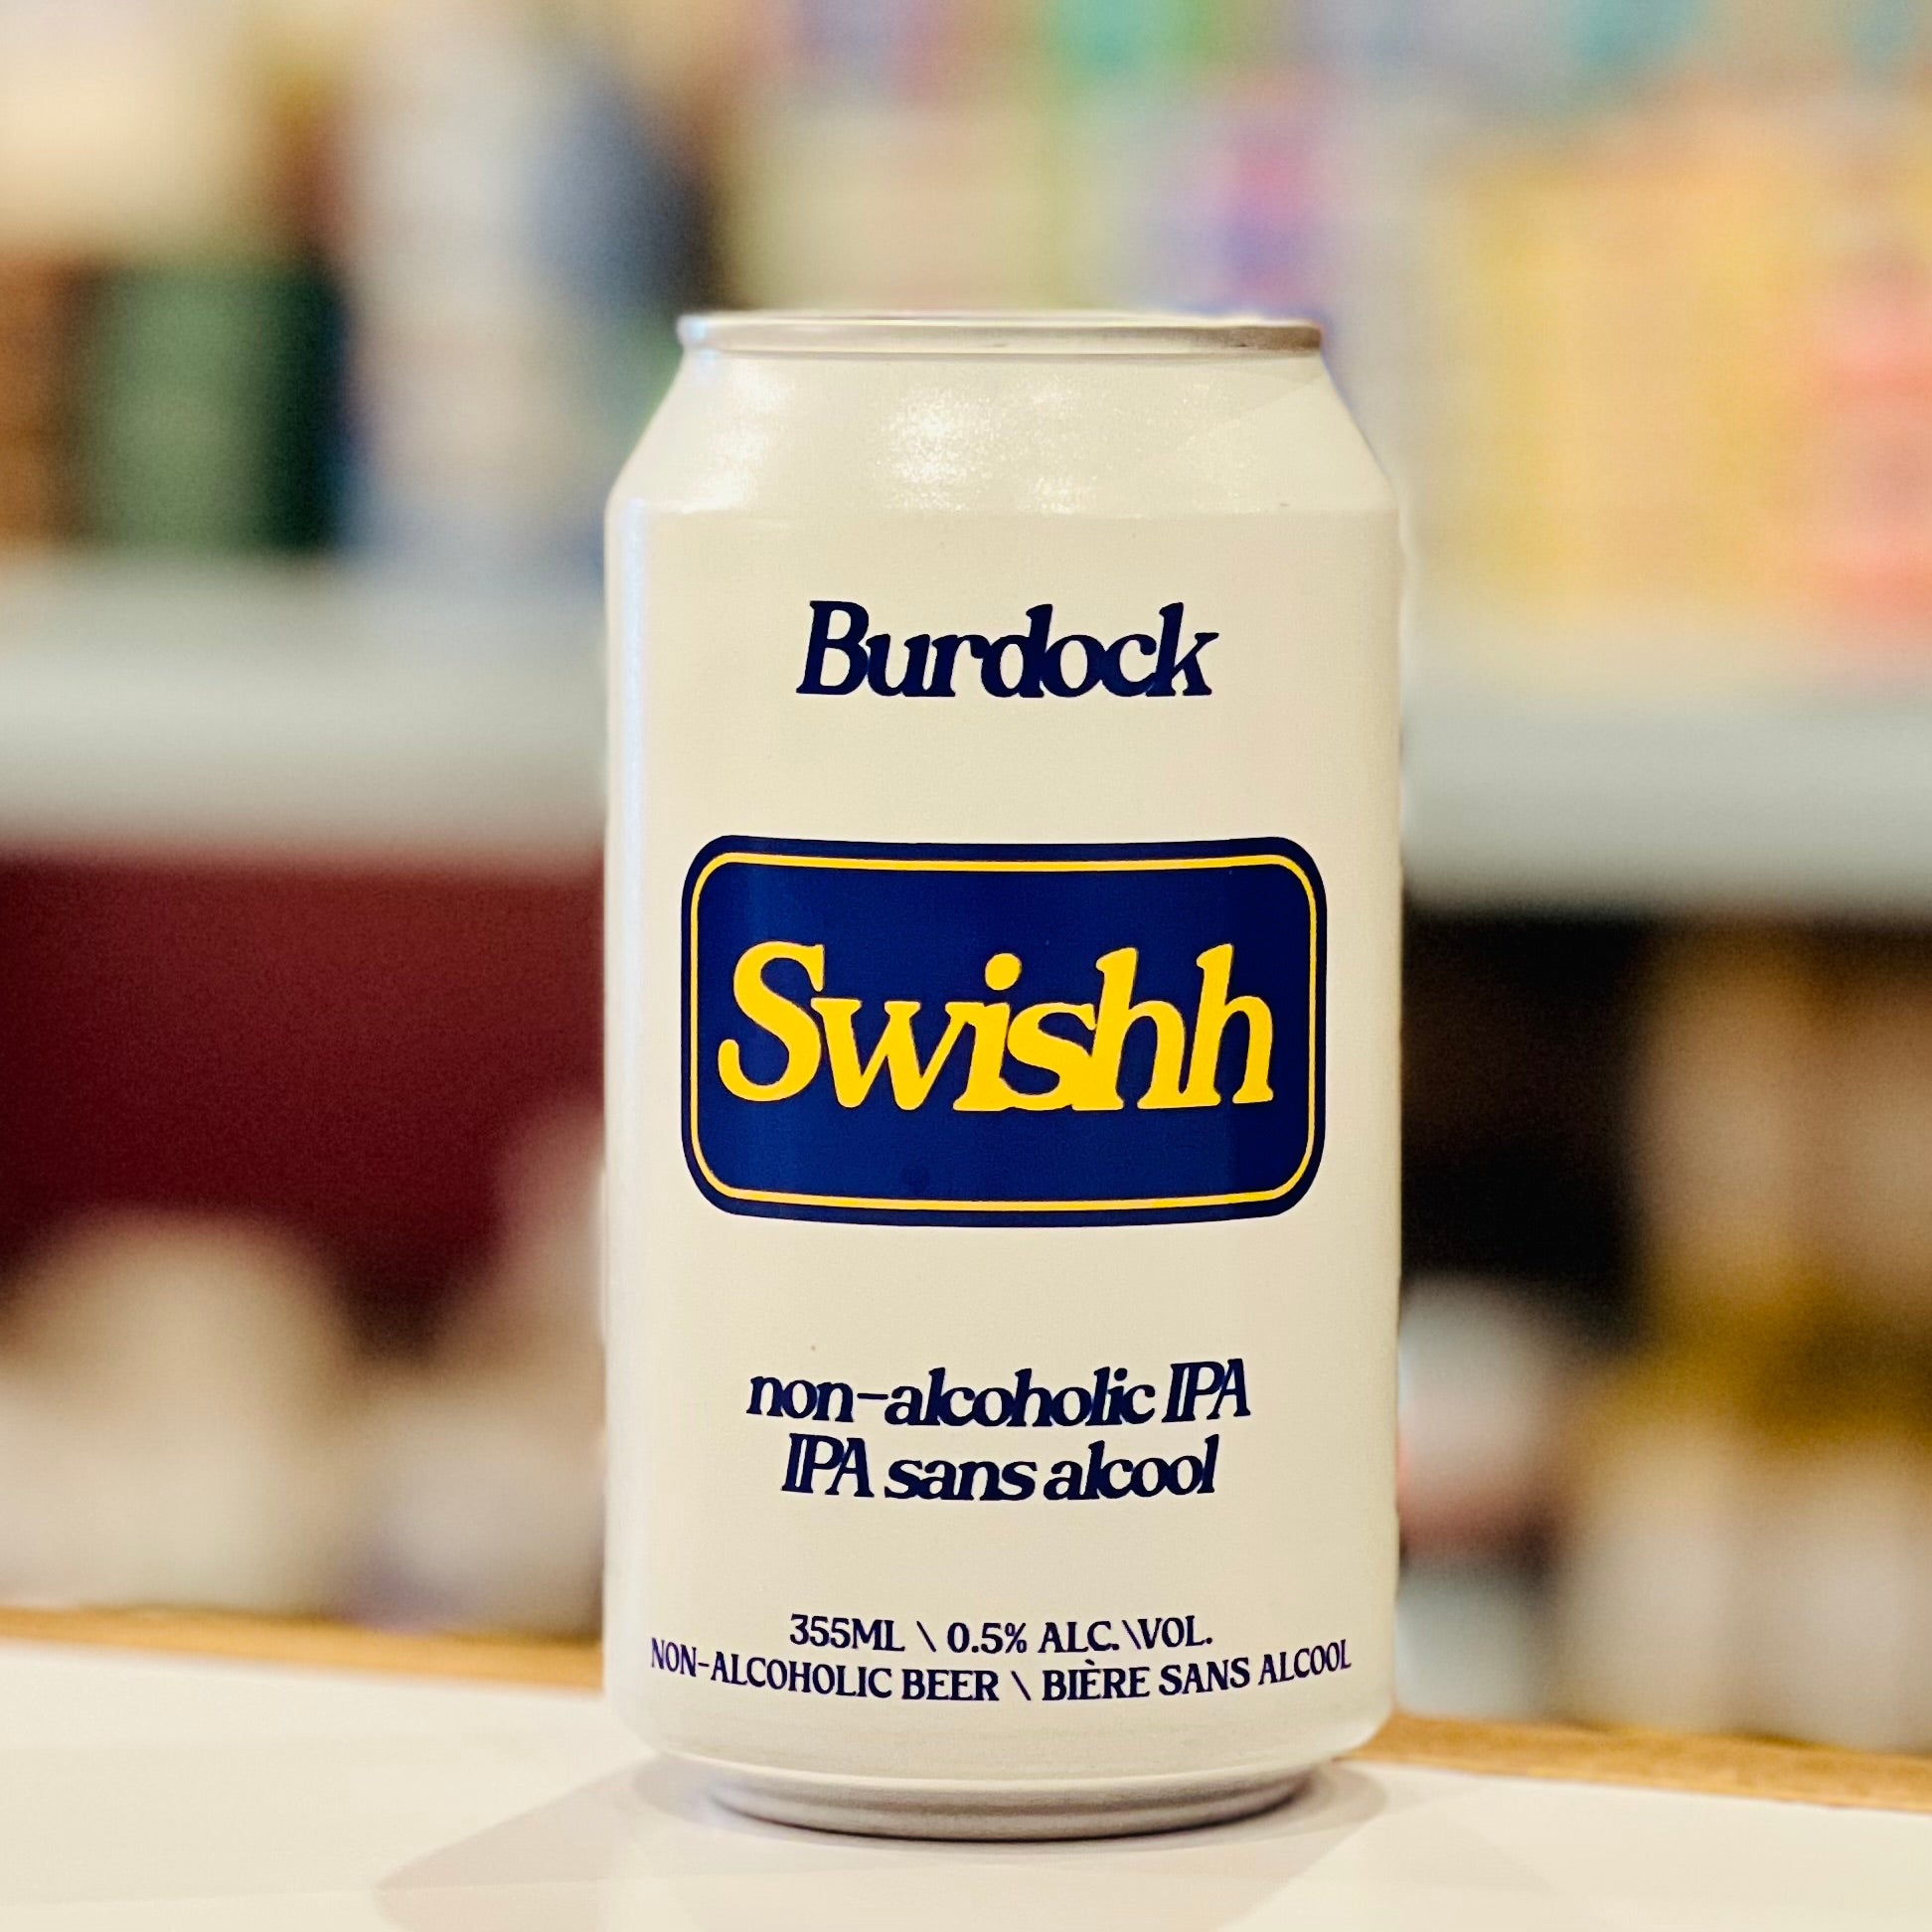 Burdock
Swishh
non-alcoholic IPA
IPA sans alcool
355ML \ 0.5% ALC.\VOL.
NON-ALCOHOLIC BEER \ BIÈRE SANS ALCOOL